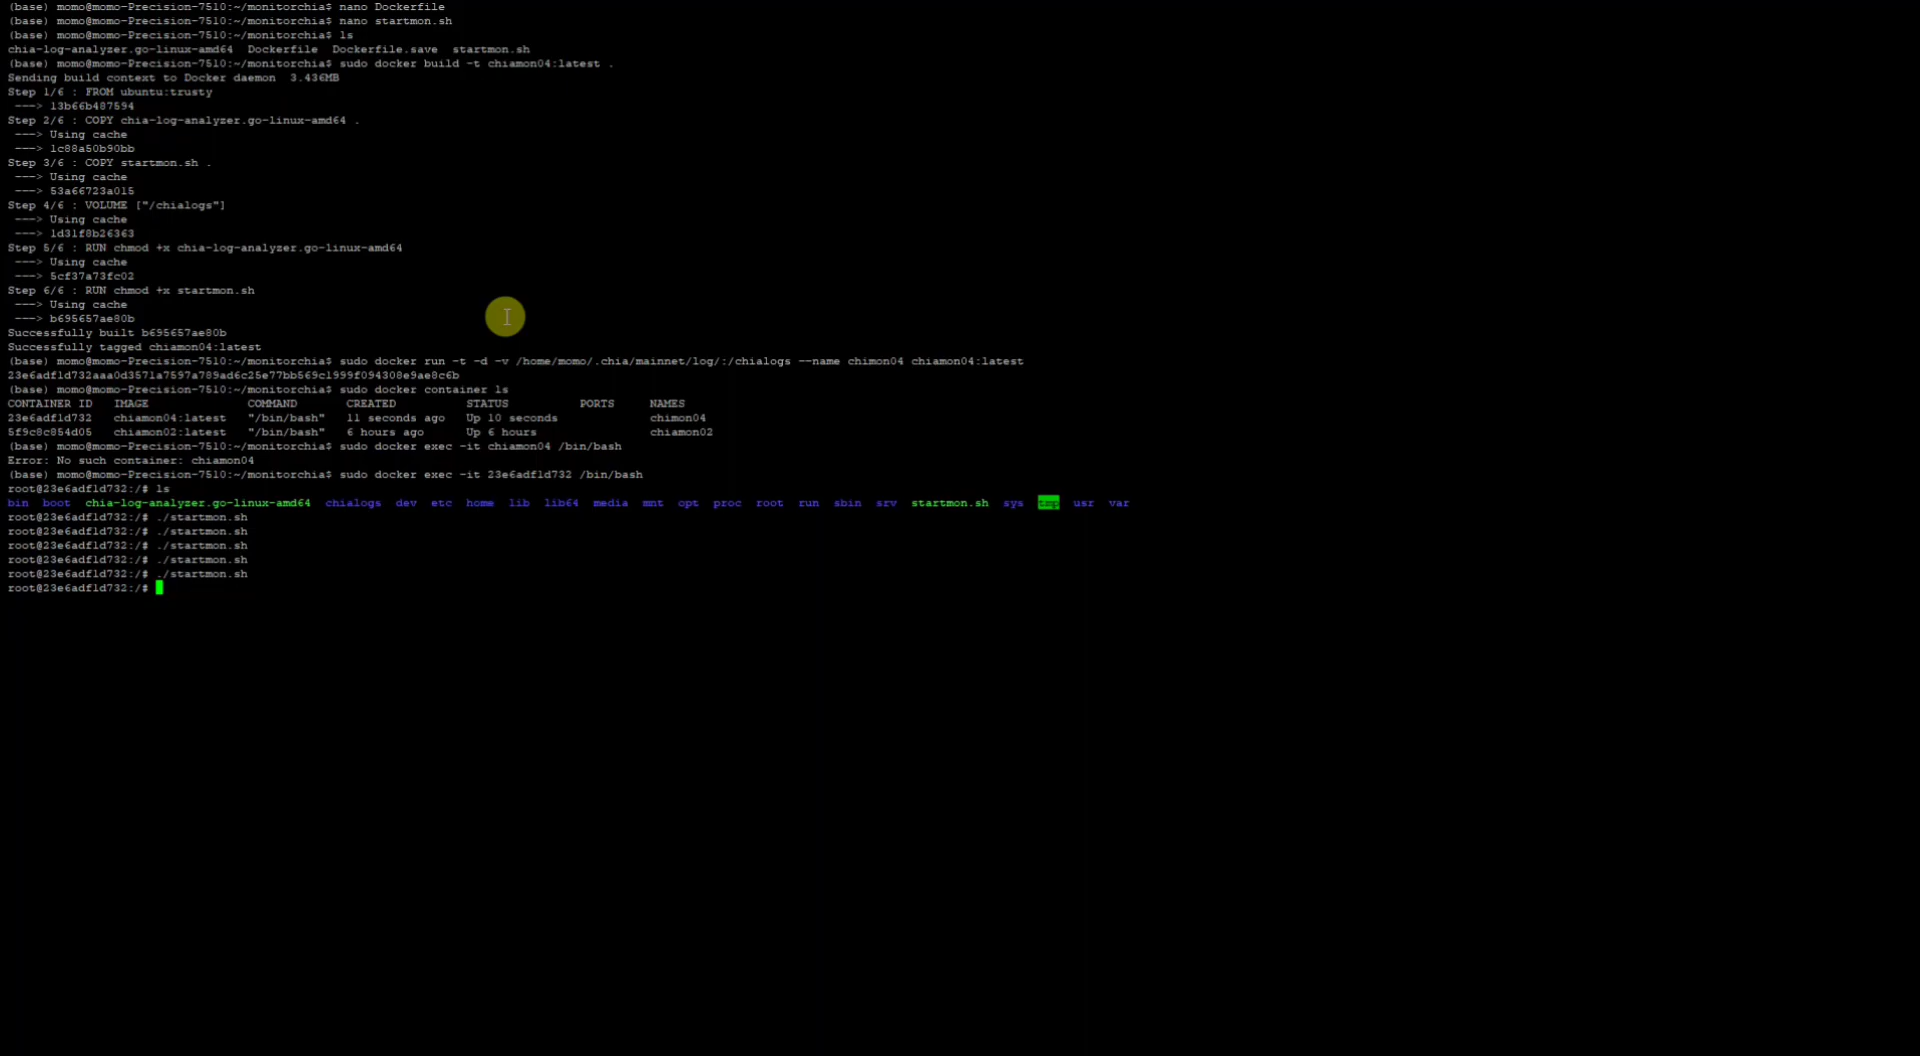 (base) momo@momo-Precision-7510:~/monitorchia$ nano Dockerfile
(base) momo@momo-Precision-7510:~/monitorchia$ nano startmon.sh
(base) momo@momo-Precision-7510:~/monitorchia$ ls
chia-log-analyzer.go-linux-amd64  Dockerfile  Dockerfile.save  startmon.sh
(base) momo@momo-Precision-7510:~/monitorchia$ sudo docker build -t chiamon04:latest .
Sending build context to Docker daemon  3.436MB
Step 1/6 : FROM ubuntu:trusty
 ---> 13b66b487594
Step 2/6 : COPY chia-log-analyzer.go-linux-amd64 .
 ---> Using cache
 ---> 1c88a50b90bb
Step 3/6 : COPY startmon.sh .
 ---> Using cache
 ---> 53a66723a015
Step 4/6 : VOLUME ["/chialogs"]
 ---> Using cache
 ---> 1d31f8b26363
Step 5/6 : RUN chmod +x chia-log-analyzer.go-linux-amd64
 ---> Using cache
 ---> 5cf37a73fc02
Step 6/6 : RUN chmod +x startmon.sh
 ---> Using cache
 ---> b695657ae80b
Successfully built b695657ae80b
Successfully tagged chiamon04:latest
(base) momo@momo-Precision-7510:~/monitorchia$ sudo docker run -t -d -v /home/momo/.chia/mainnet/log/:/chialogs --name chimon04 chiamon04:latest
23e6adf1d732aaa0d3571a7597a789ad6c25e77bb569c1999f094308e9ae8c6b
(base) momo@momo-Precision-7510:~/monitorchia$ sudo docker container ls
CONTAINER ID   IMAGE              COMMAND       CREATED          STATUS          PORTS     NAMES
23e6adf1d732   chiamon04:latest   "/bin/bash"   11 seconds ago   Up 10 seconds             chimon04
5f9c8c854d05   chiamon02:latest   "/bin/bash"   6 hours ago      Up 6 hours                chiamon02
(base) momo@momo-Precision-7510:~/monitorchia$ sudo docker exec -it chiamon04 /bin/bash
Error: No such container: chiamon04
(base) momo@momo-Precision-7510:~/monitorchia$ sudo docker exec -it 23e6adf1d732 /bin/bash
root@23e6adf1d732:/# ls
bin  boot  chia-log-analyzer.go-linux-amd64  chialogs  dev  etc  home  lib  lib64  media  mnt  opt  proc  root  run  sbin  srv  startmon.sh  sys  tmp  usr  var
root@23e6adf1d732:/# ./startmon.sh
root@23e6adf1d732:/# ./startmon.sh
root@23e6adf1d732:/# ./startmon.sh
root@23e6adf1d732:/# ./startmon.sh
root@23e6adf1d732:/# ./startmon.sh
root@23e6adf1d732:/#